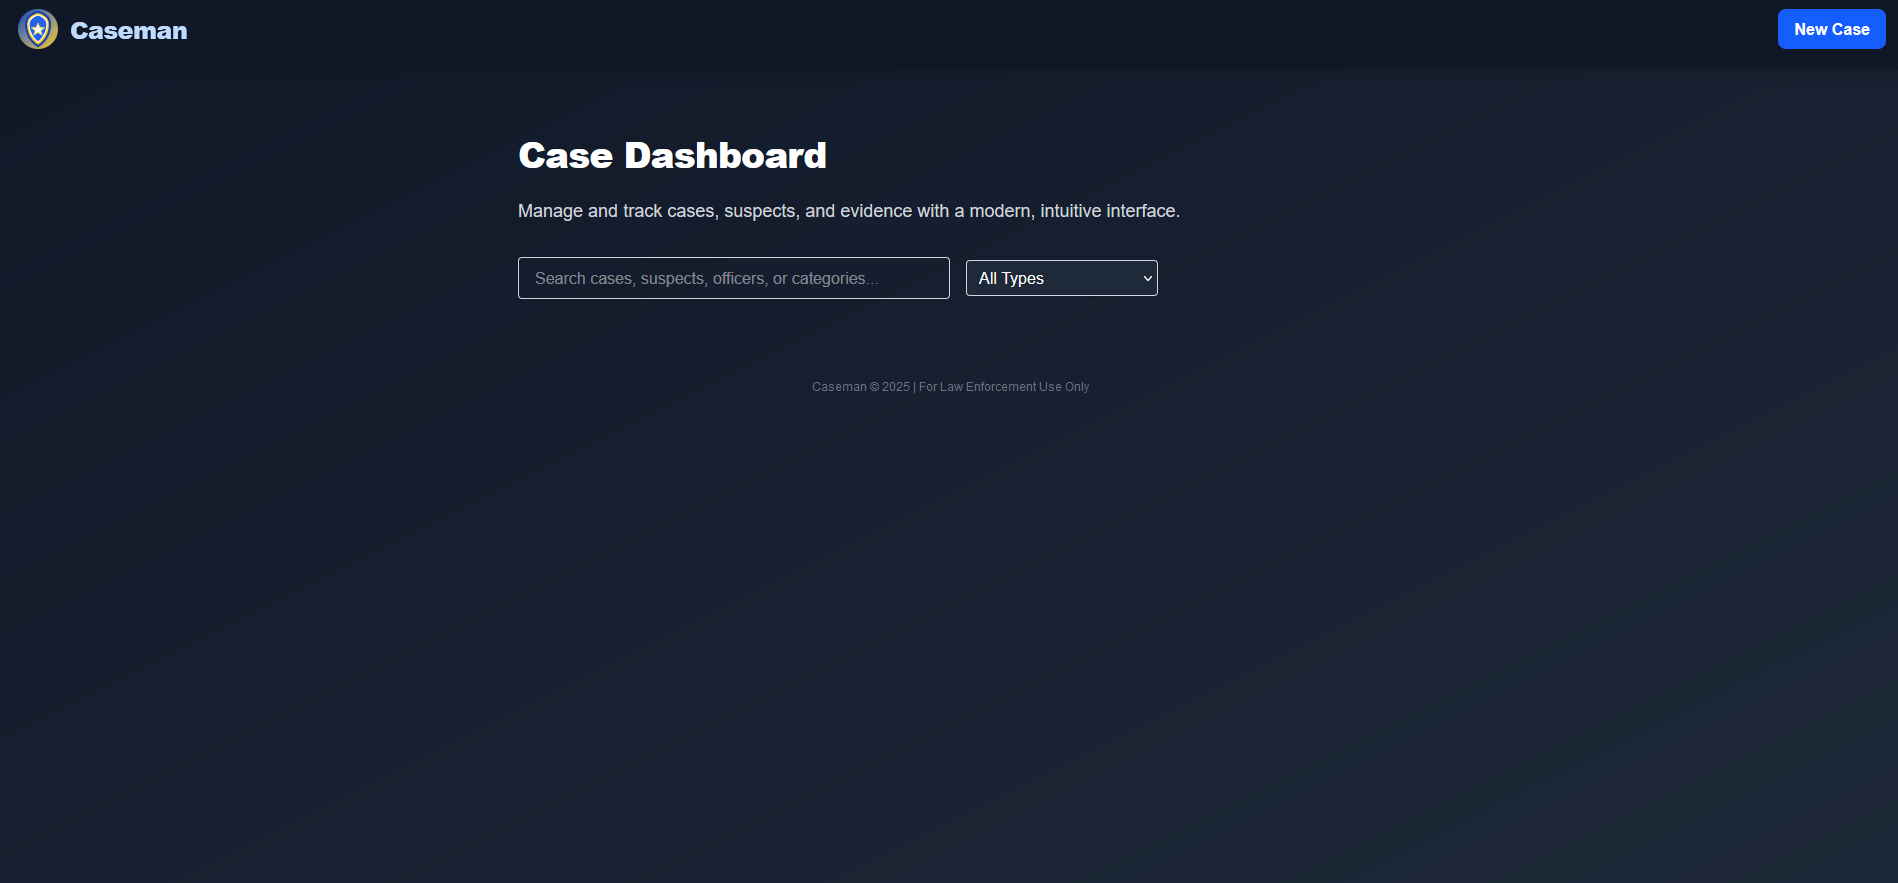 Caseman
New Case
Case Dashboard
Manage and track cases, suspects, and evidence with a modern, intuitive interface.
Search cases, suspects, officers, or categories...
All Types
Caseman © 2025 | For Law Enforcement Use Only